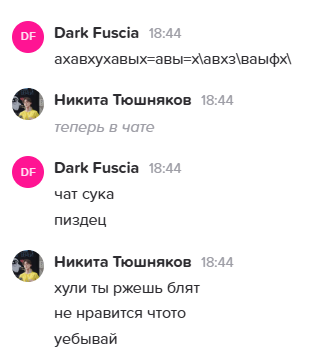 DF
Dark Fuscia 18:44
ахавхухавых=авы=х\авхз\ваыфх\
Никита Тюшняков 18:44
теперь в чате
DF
Dark Fuscia 18:44
чат сука
пиздец
Никита Тюшняков 18:44
хули ты ржешь блят
не нравится чтото
уебывай